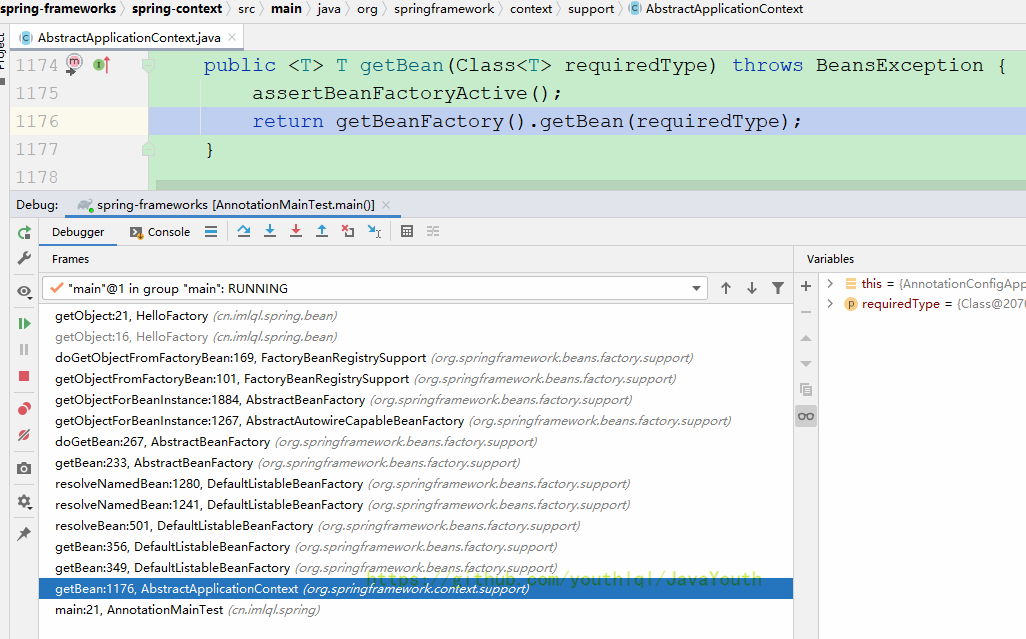 spring-frameworks spring-context src main java org springframework context support AbstractApplicationContext
Project
AbstractApplicationContext.java
1174 public <T> T getBean(Class<T> requiredType) throws BeansException {
1175 assertBeanFactoryActive();
1176 return getBeanFactory().getBean(requiredType);
1177 }
1178
Debug: spring-frameworks [AnnotationMainTest.main()]
Debugger Console
Frames
Variables
"main"@1 in group "main": RUNNING
this = {AnnotationConfigApp
requiredType = {Class@2070
getObject:21, HelloFactory (cn.imlql.spring.bean)
getObject:16, HelloFactory (cn.imlql.spring.bean)
doGetObjectFromFactoryBean:169, FactoryBeanRegistrySupport (org.springframework.beans.factory.support)
getObjectFromFactoryBean:101, FactoryBeanRegistrySupport (org.springframework.beans.factory.support)
getObjectForBeanInstance:1884, AbstractBeanFactory (org.springframework.beans.factory.support)
getObjectForBeanInstance:1267, AbstractAutowireCapableBeanFactory (org.springframework.beans.factory.support)
doGetBean:267, AbstractBeanFactory (org.springframework.beans.factory.support)
getBean:233, AbstractBeanFactory (org.springframework.beans.factory.support)
resolveNamedBean:1280, DefaultListableBeanFactory (org.springframework.beans.factory.support)
resolveNamedBean:1241, DefaultListableBeanFactory (org.springframework.beans.factory.support)
resolveBean:501, DefaultListableBeanFactory (org.springframework.beans.factory.support)
getBean:356, DefaultListableBeanFactory (org.springframework.beans.factory.support)
getBean:349, DefaultListableBeanFactory (org.springframework.beans.factory.support)
https://github.com/youthlql/JavaYouth
getBean:1176, AbstractApplicationContext (org.springframework.context.support)
main:21, AnnotationMainTest (cn.imlql.spring)